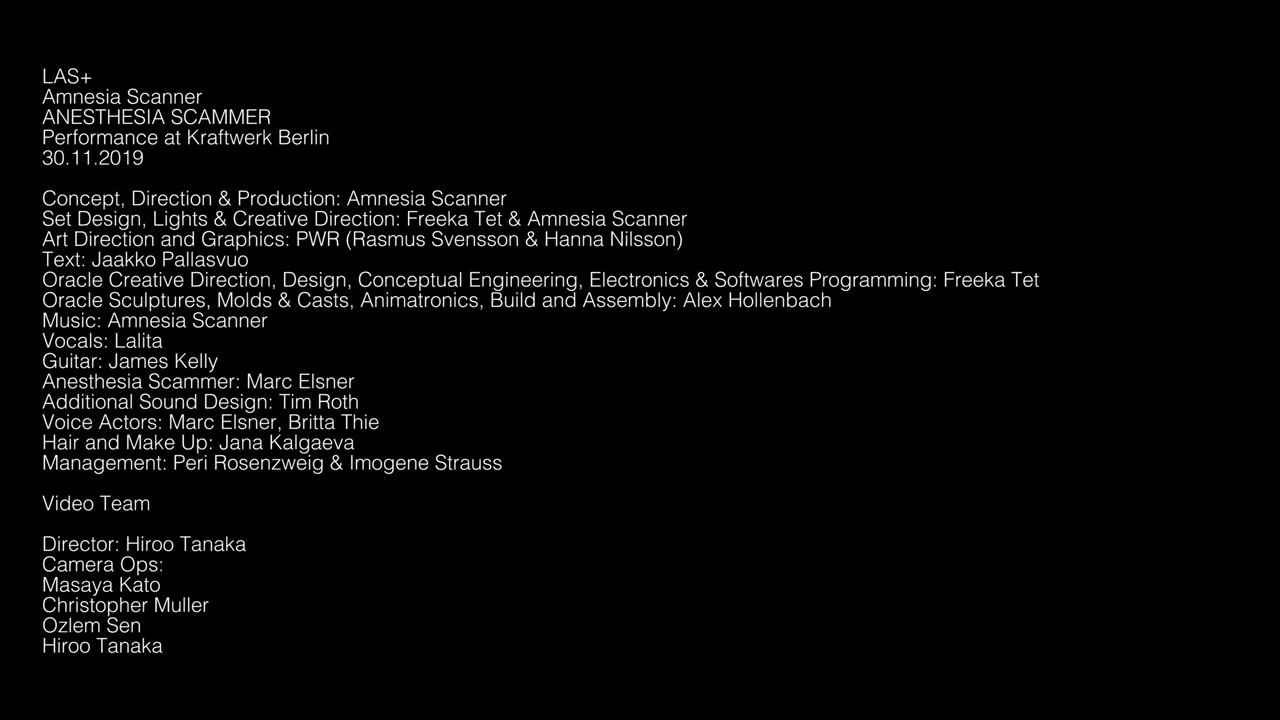 LAS+
Amnesia Scanner
ANESTHESIA SCAMMER
Performance at Kraftwerk Berlin
30.11.2019
Concept, Direction & Production: Amnesia Scanner
Set Design, Lights & Creative Direction: Freeka Tet & Amnesia Scanner
Art Direction and Graphics: PWR (Rasmus Svensson & Hanna Nilsson)
Text: Jaakko Pallasvuo
Oracle Creative Direction, Design, Conceptual Engineering, Electronics & Softwares Programming: Freeka Tet
Oracle Sculptures, Molds & Casts, Animatronics, Build and Assembly: Alex Hollenbach
Music: Amnesia Scanner
Vocals: Lalita
Guitar: James Kelly
Anesthesia Scammer: Marc Elsner
Additional Sound Design: Tim Roth
Voice Actors: Marc Elsner, Britta Thie
Hair and Make Up: Jana Kalgaeva
Management: Peri Rosenzweig & Imogene Strauss
Video Team
Director: Hiroo Tanaka
Camera Ops:
Masaya Kato
Christopher Muller
Ozlem Sen
Hiroo Tanaka